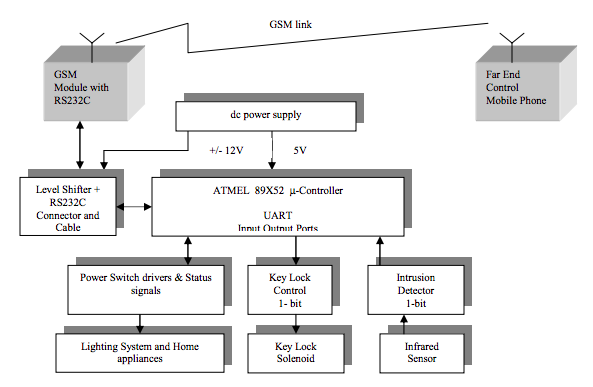 GSM link
GSM
Module with
RS232C
Far End
Control
Mobile Phone
dc power supply
+/- 12V
5V
Level Shifter +
RS232C
Connector and
Cable
ATMEL 89X52 μ-Controller
UART
Input Output Ports
Power Switch drivers & Status
signals
Key Lock
Control
1- bit
Intrusion
Detector
1-bit
Lighting System and Home
appliances
Key Lock
Solenoid
Infrared
Sensor